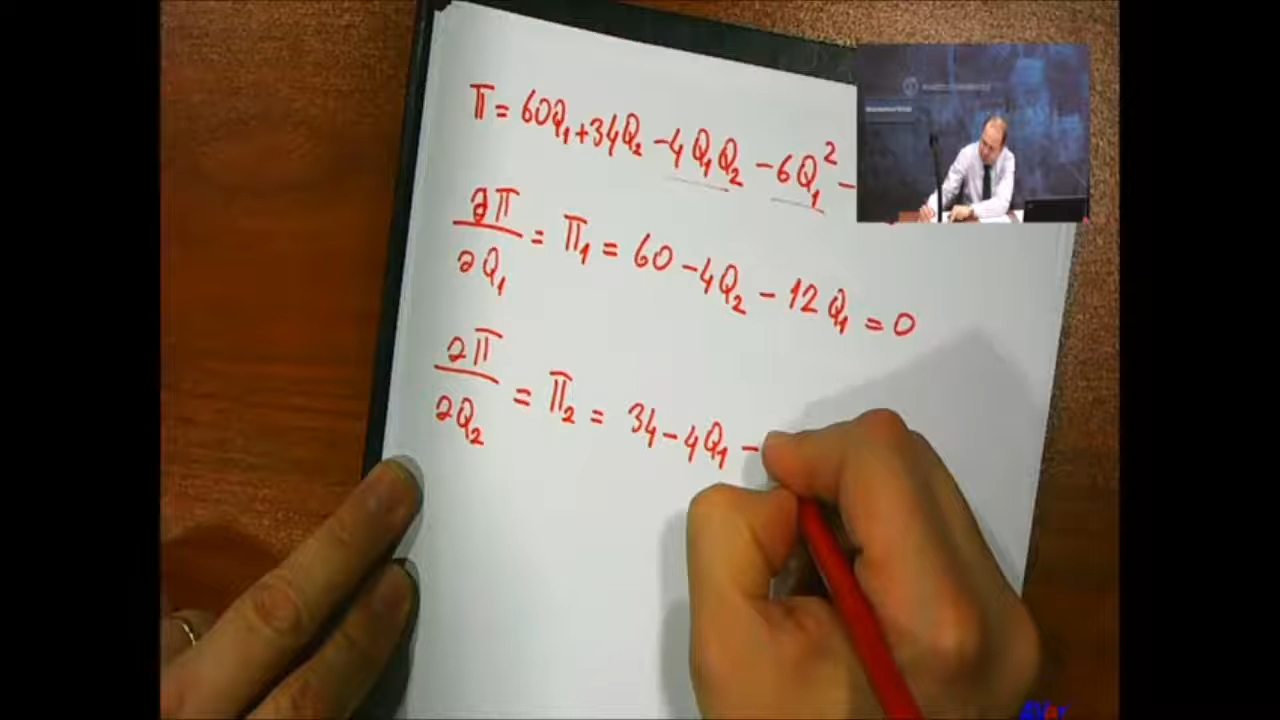 π = 60Q₁ + 34Q₂ - 4Q₁Q₂ - 6Q₁² -
∂π/∂Q₁ = π₁ = 60 - 4Q₂ - 12Q₁ = 0
∂π/∂Q₂ = π₂ = 34 - 4Q₁ -